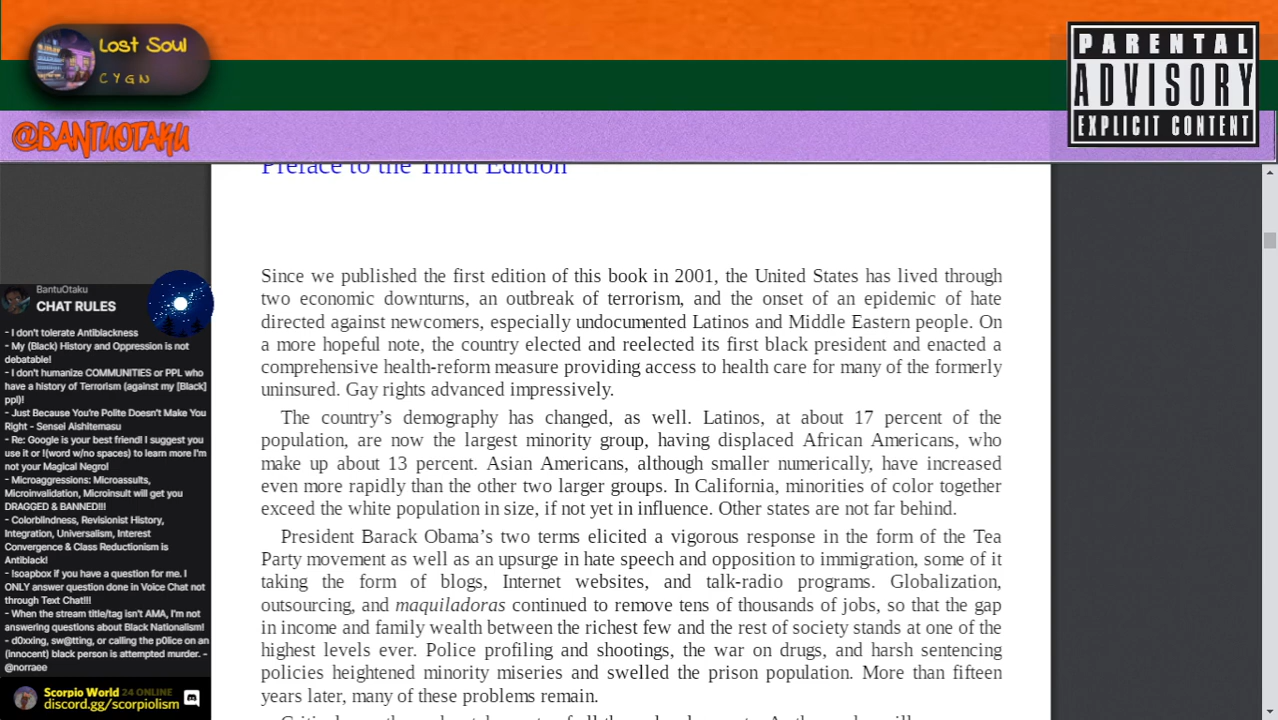 Lost Soul
CYGN
PARENTAL
ADVISORY
EXPLICIT CONTENT
@BANTUOTAKU
Preface to the Third Edition
Since we published the first edition of this book in 2001, the United States has lived through
two economic downturns, an outbreak of terrorism, and the onset of an epidemic of hate
directed against newcomers, especially undocumented Latinos and Middle Eastern people. On
a more hopeful note, the country elected and reelected its first black president and enacted a
comprehensive health-reform measure providing access to health care for many of the formerly
uninsured. Gay rights advanced impressively.
The country’s demography has changed, as well. Latinos, at about 17 percent of the
population, are now the largest minority group, having displaced African Americans, who
make up about 13 percent. Asian Americans, although smaller numerically, have increased
even more rapidly than the other two larger groups. In California, minorities of color together
exceed the white population in size, if not yet in influence. Other states are not far behind.
President Barack Obama’s two terms elicited a vigorous response in the form of the Tea
Party movement as well as an upsurge in hate speech and opposition to immigration, some of it
taking the form of blogs, Internet websites, and talk-radio programs. Globalization,
outsourcing, and maquiladoras continued to remove tens of thousands of jobs, so that the gap
in income and family wealth between the richest few and the rest of society stands at one of the
highest levels ever. Police profiling and shootings, the war on drugs, and harsh sentencing
policies heightened minority miseries and swelled the prison population. More than fifteen
years later, many of these problems remain.
BantuOtaku
CHAT RULES
- I don't tolerate Antiblackness
- My (Black) History and Oppression is not
debatable!
- I don't humanize COMMUNITIES or PPL who
have a history of Terrorism (against my [Black]
ppl)!
- Just Because You're Polite Doesn't Make You
Right - Sensei Aishitemasu
- Re: Google is your best friend! I suggest you
use it or !(word w/no spaces) to learn more I'm
not your Magical Negro!
- Microaggressions: Microassults,
Microinvalidation, Microinsult will get you
DRAGGED & BANNED!!!
- Colorblindness, Revisionist History,
Integration, Universalism, Interest
Convergence & Class Reductionism is
Antiblack!
- !soapbox if you have a question for me. I
ONLY answer question done in Voice Chat not
through Text Chat!!!
- When the stream title/tag isn't AMA, I'm not
answering questions about Black Nationalism!
- d0xxing, sw@tting, or calling the p0lice on an
(innocent) black person is attempted murder. -
@norraee
Scorpio World 24 ONLINE
discord.gg/scorpiolism